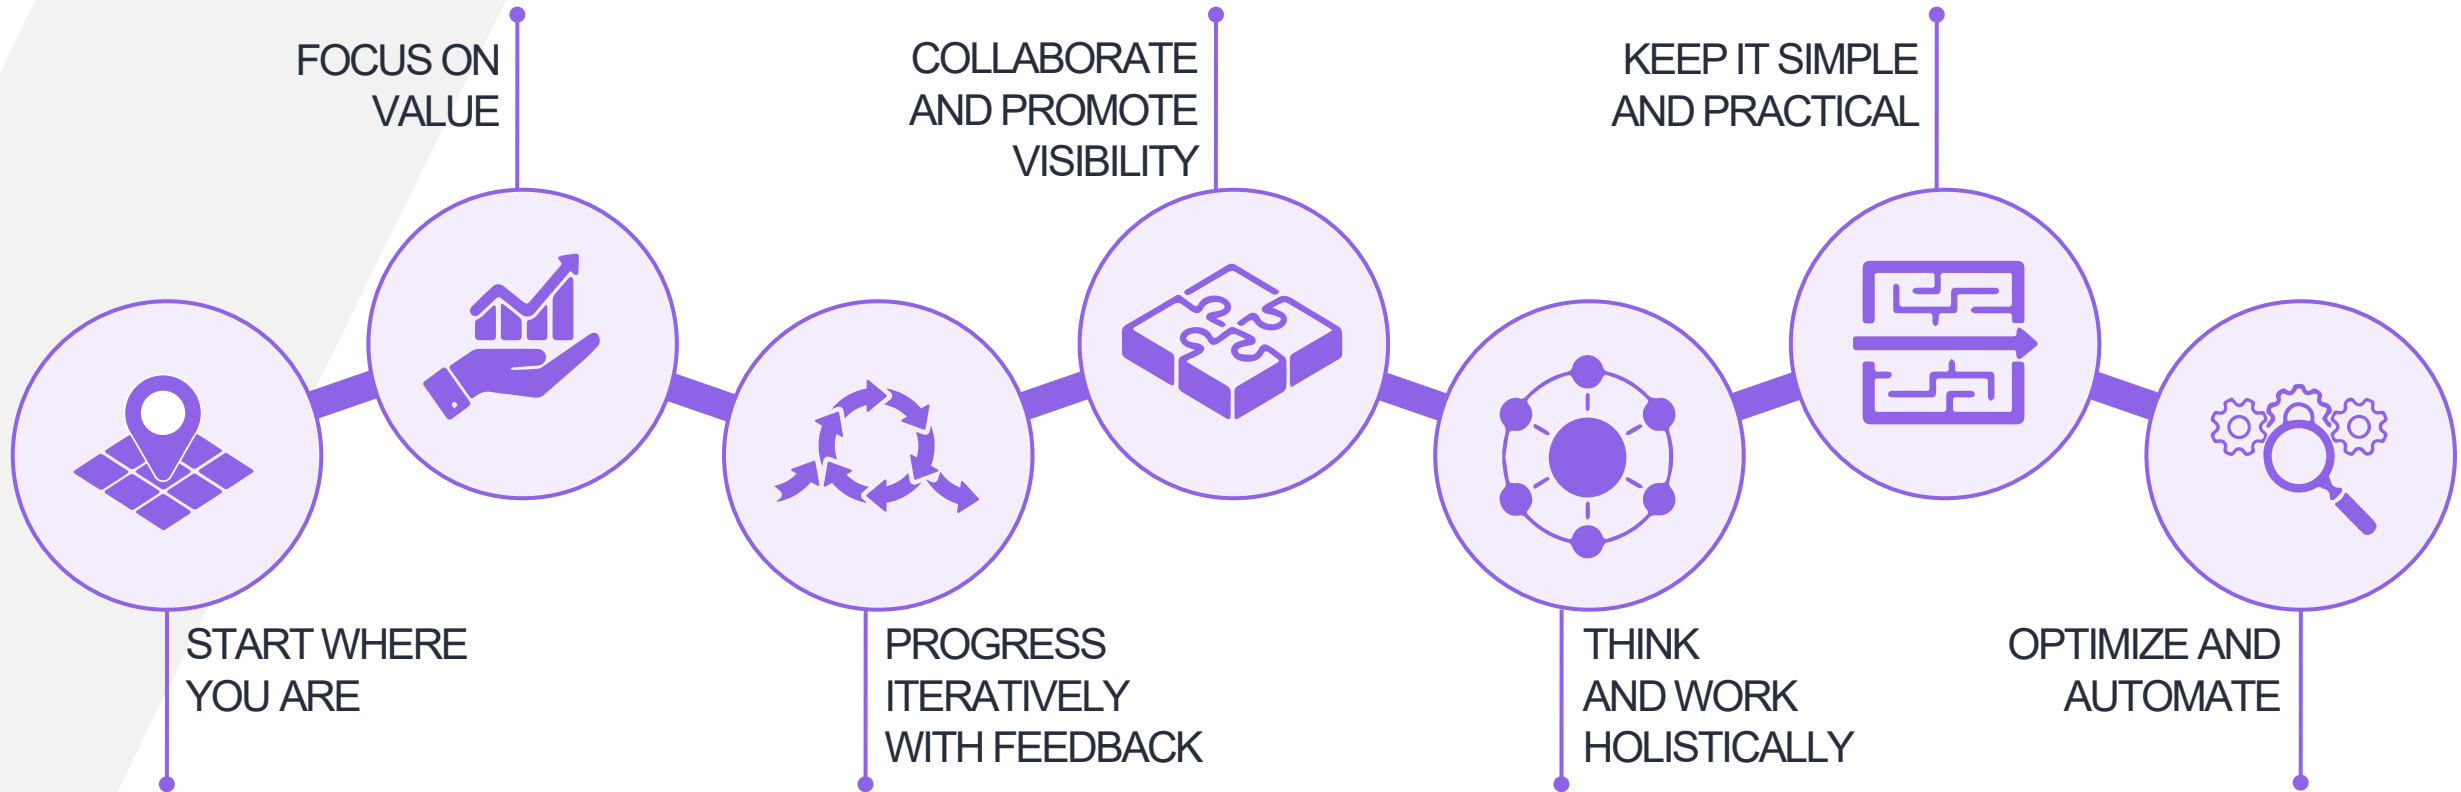 FOCUS ON
VALUE
COLLABORATE
AND PROMOTE
VISIBILITY
KEEP IT SIMPLE
AND PRACTICAL
START WHERE
YOU ARE
PROGRESS
ITERATIVELY
WITH FEEDBACK
THINK
AND WORK
HOLISTICALLY
OPTIMIZE AND
AUTOMATE